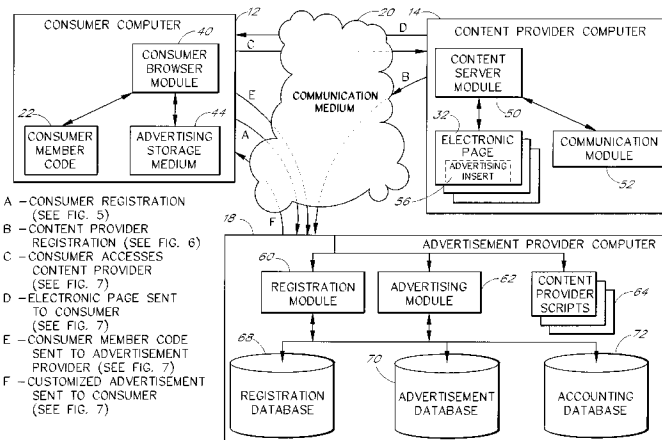 CONSUMER COMPUTER
12
40
CONSUMER
BROWSER
MODULE
22
CONSUMER
MEMBER
CODE
44
ADVERTISING
STORAGE
MEDIUM
20
COMMUNICATION
MEDIUM
D
C
E
A
B
F
14
CONTENT PROVIDER COMPUTER
CONTENT
SERVER
MODULE
50
32
ELECTRONIC
PAGE
ADVERTISING
INSERT
56
COMMUNICATION
MODULE
52
A – CONSUMER REGISTRATION
(SEE FIG. 5)
B – CONTENT PROVIDER
REGISTRATION (SEE FIG. 6)
C – CONSUMER ACCESSES
CONTENT PROVIDER
(SEE FIG. 7)
D – ELECTRONIC PAGE SENT
TO CONSUMER
(SEE FIG. 7)
E – CONSUMER MEMBER CODE
SENT TO ADVERTISEMENT
PROVIDER (SEE FIG. 7)
F – CUSTOMIZED ADVERTISEMENT
SENT TO CONSUMER
(SEE FIG. 7)
18
ADVERTISEMENT PROVIDER COMPUTER
60
REGISTRATION
MODULE
ADVERTISING
MODULE
62
CONTENT
PROVIDER
SCRIPTS
64
68
REGISTRATION
DATABASE
70
ADVERTISEMENT
DATABASE
72
ACCOUNTING
DATABASE